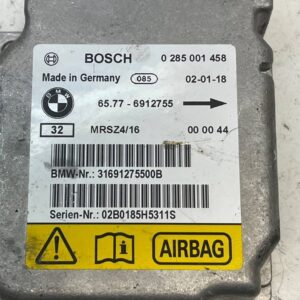 BOSCH 0 285 001 458
Made in Germany 085 02-01-18
BMW 65.77 - 6912755
32 MRSZ4/16 00 00 44
BMW-Nr.: 31691275500B
Serien-Nr.: 02B0185H5311S
AIRBAG